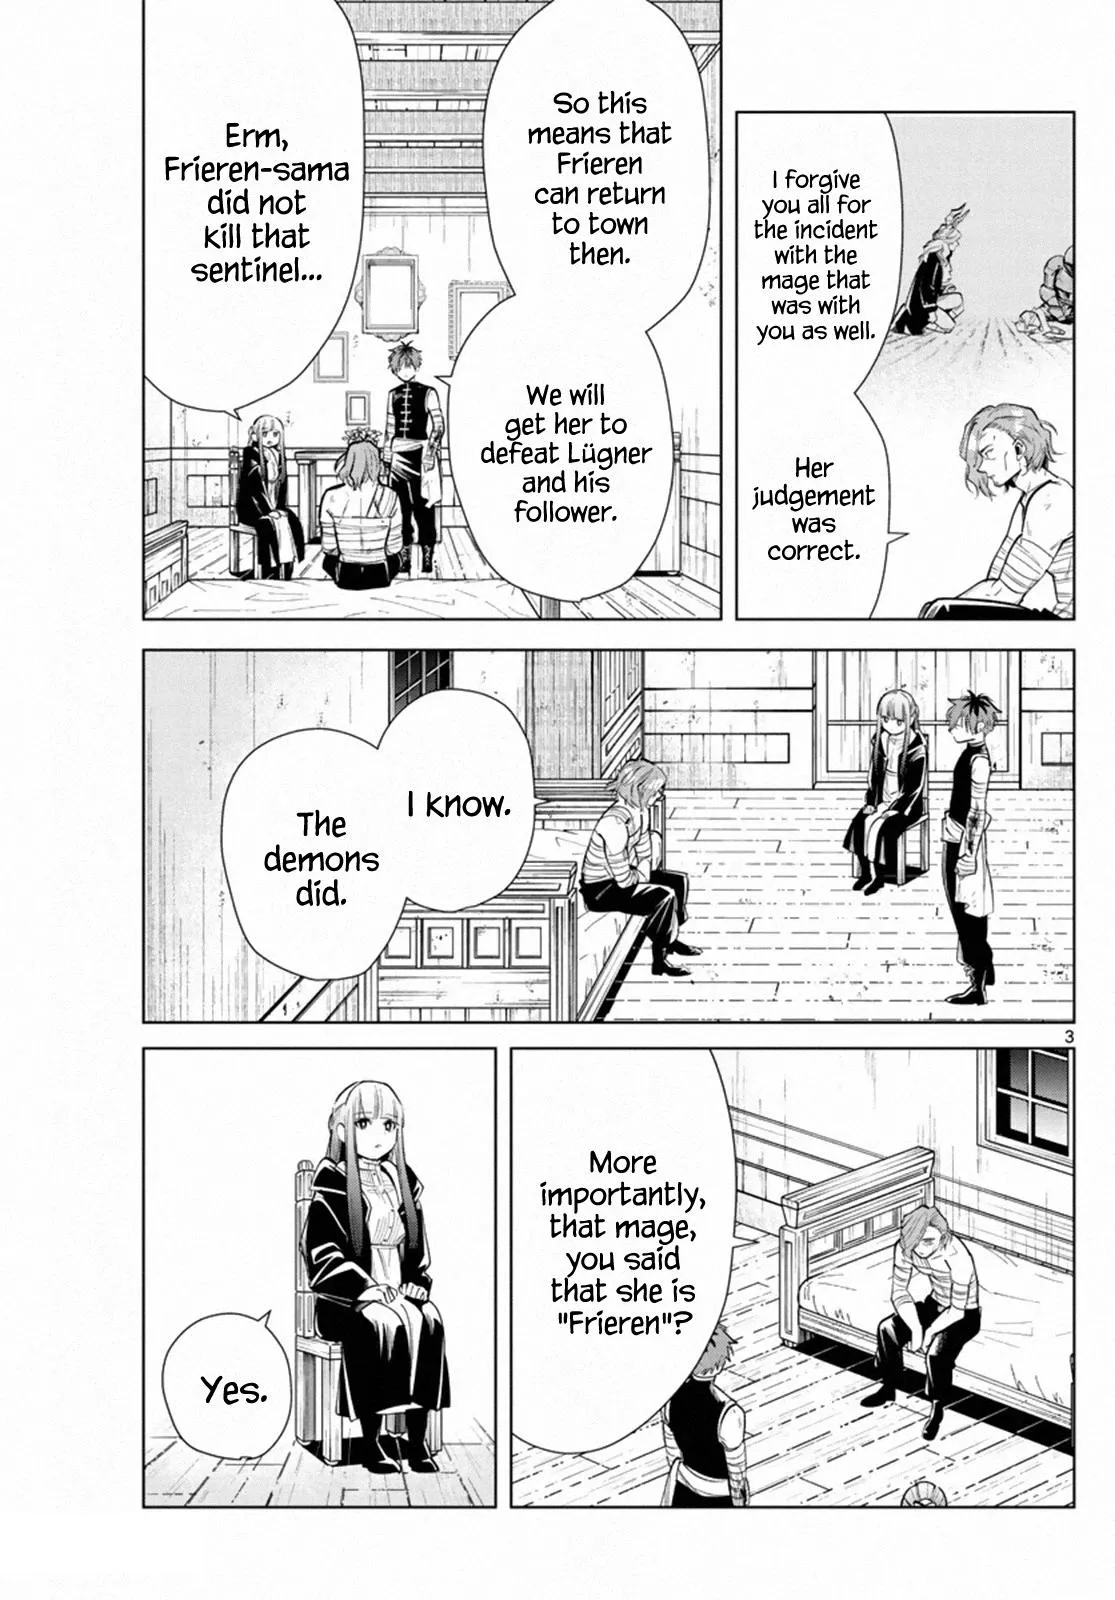 I forgive
you all for
the incident
with the
mage that
was with
you as well.
Her
judgement
was
correct.
So this
means that
Frieren
can return
to town
then.
We will
get her to
defeat Lügner
and his
follower.
Erm,
Frieren-sama
did not
kill that
sentinel...
I know.
The
demons
did.
3
More
importantly,
that mage,
you said
that she is
"Frieren"?
Yes.